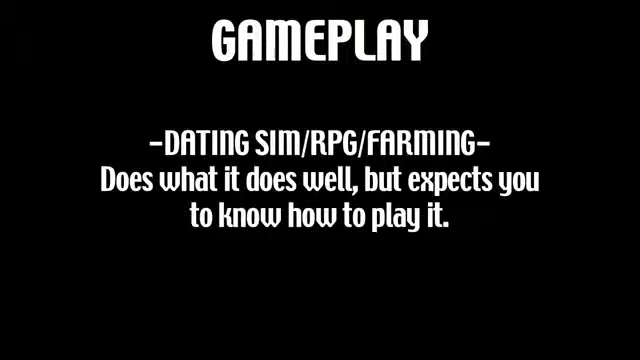 GAMEPLAY
-DATING SIM/RPG/FARMING-
Does what it does well, but expects you
to know how to play it.